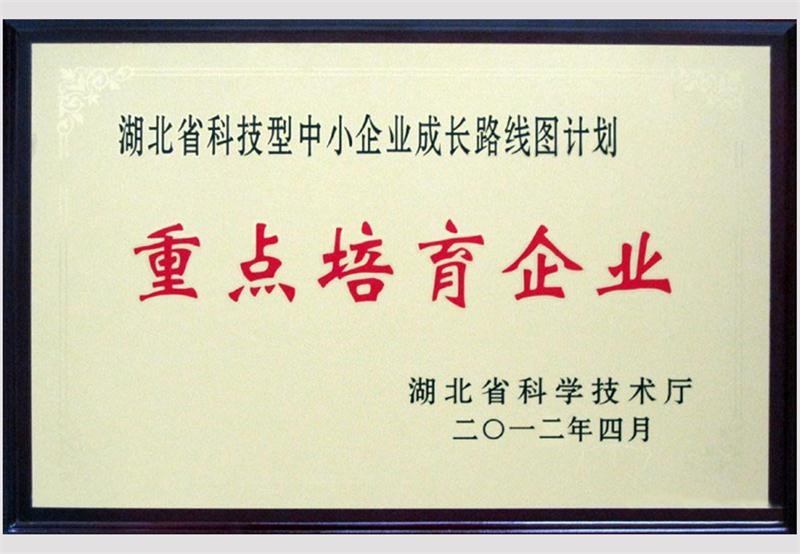 湖北省科技型中小企业成长路线图计划
重点培育企业
湖北省科学技术厅
二〇一二年四月